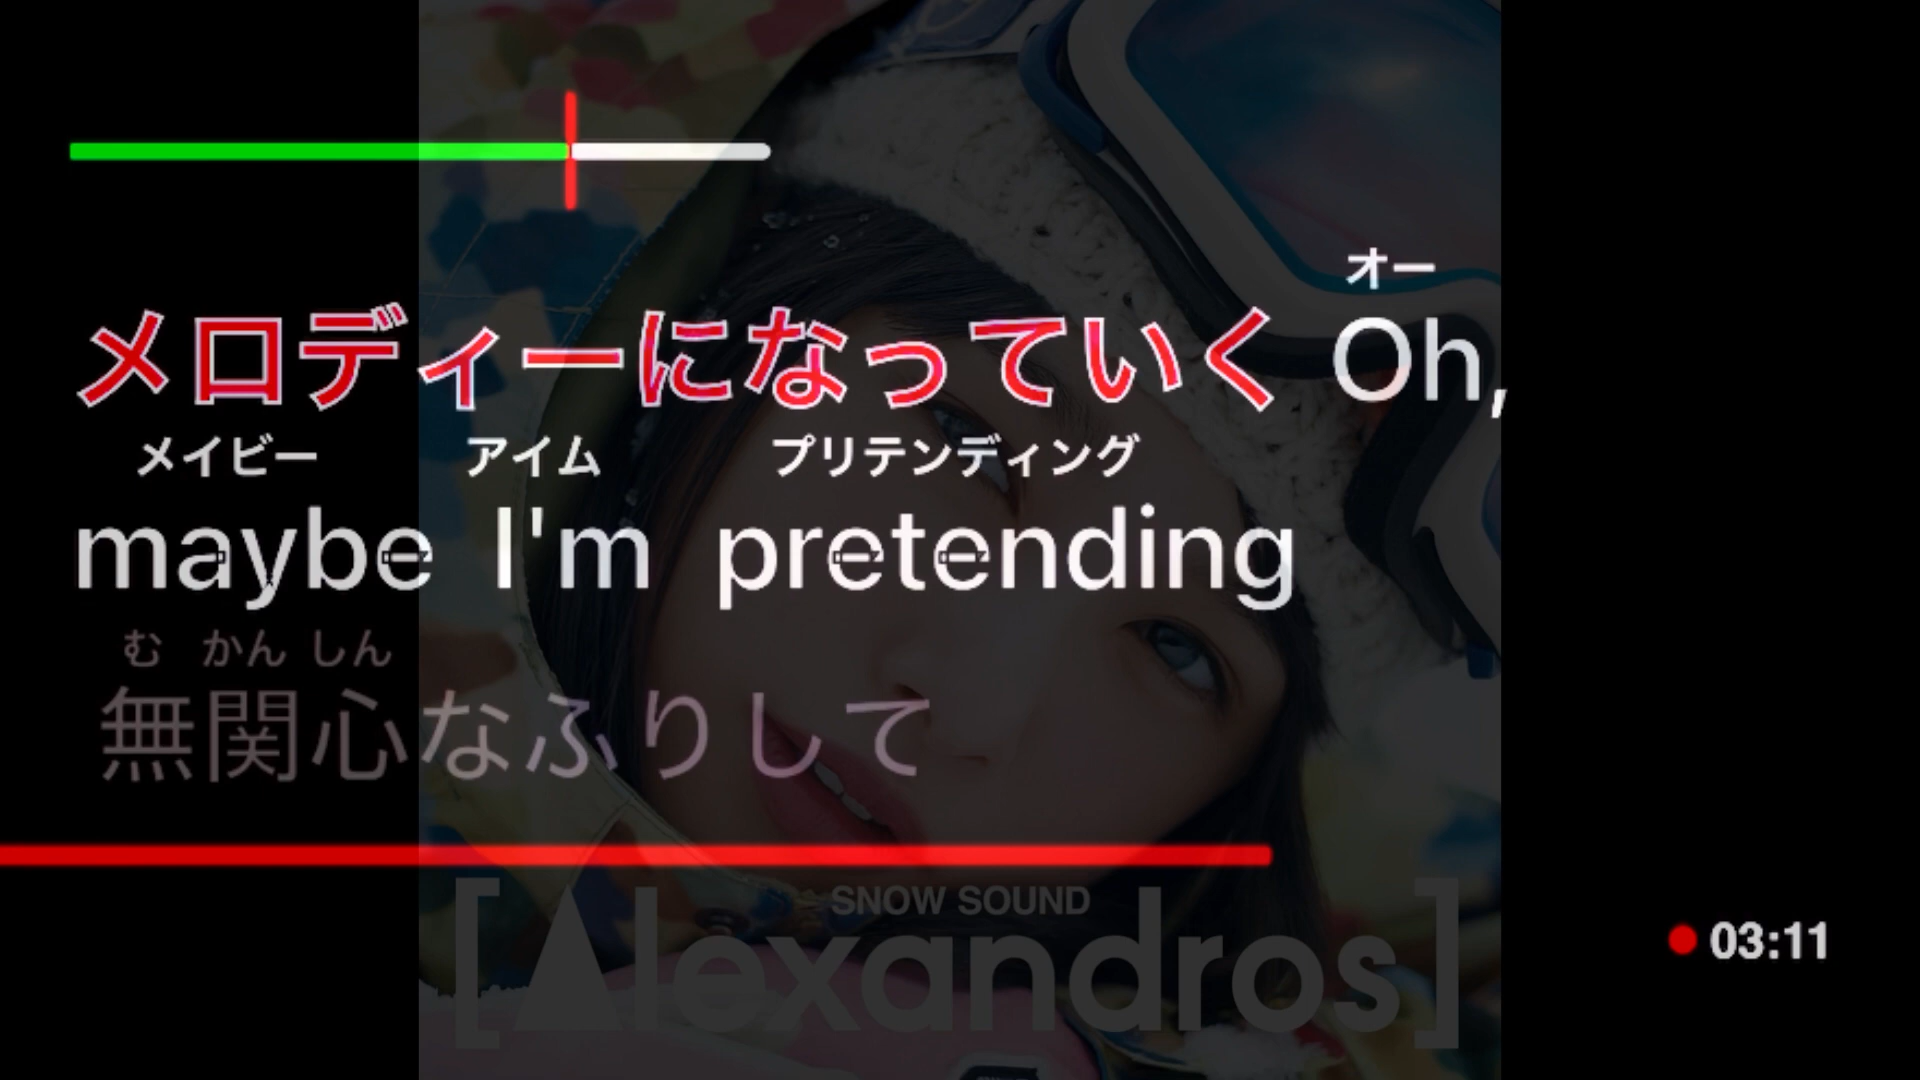 オー
メロディーになっていく Oh,
メイビー アイム プリテンディング
maybe I'm pretending
む かん しん
無関心なふりして
SNOW SOUND
[Alexandros]
03:11